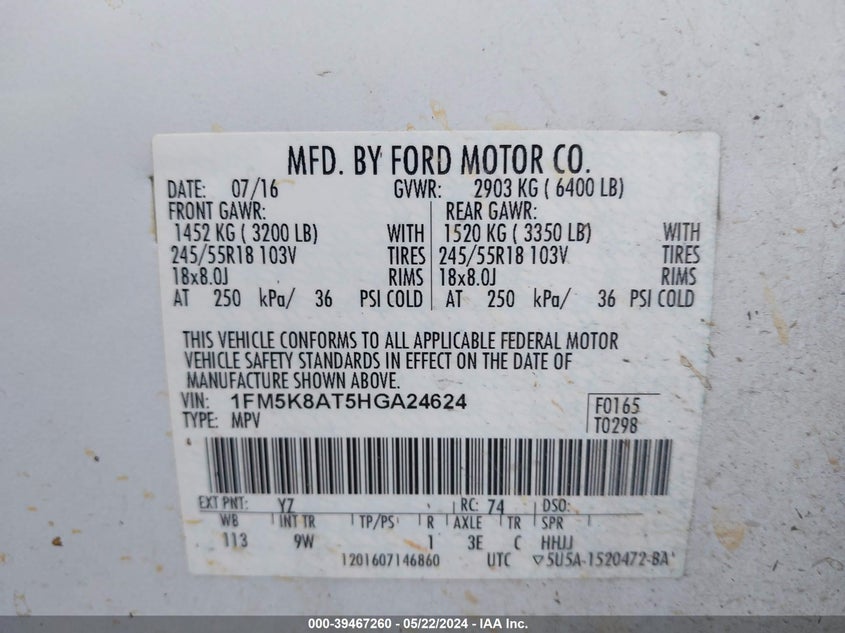 MFD. BY FORD MOTOR CO.
DATE: 07/16 GVWR: 2903 KG ( 6400 LB)
FRONT GAWR: REAR GAWR:
1452 KG ( 3200 LB) WITH 1520 KG ( 3350 LB) WITH
245/55R18 103V TIRES 245/55R18 103V TIRES
18x8.0J RIMS 18x8.0J RIMS
AT 250 kPa/ 36 PSI COLD AT 250 kPa/ 36 PSI COLD
THIS VEHICLE CONFORMS TO ALL APPLICABLE FEDERAL MOTOR
VEHICLE SAFETY STANDARDS IN EFFECT ON THE DATE OF
MANUFACTURE SHOWN ABOVE.
VIN: 1FM5K8AT5HGA24624 F0165
TYPE: MPV T0298
EXT PNT: YZ RC: 74 DSO:
WB INT TR TP/PS R AXLE TR SPR
113 9W 1 3E C HHJJ
1201607146860 UTC ▽5U5A-1520472-BA
000-39467260 - 05/22/2024 - IAA Inc.